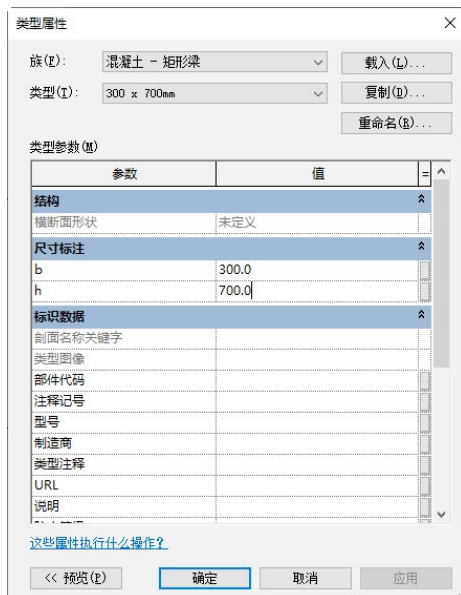 类型属性
族(F): 混凝土 - 矩形梁 载入(L)...
类型(T): 300 x 700mm 复制(D)...
重命名(R)...
类型参数(M)
参数 值 =
结构
横断面形状 未定义
尺寸标注
b 300.0
h 700.0
标识数据
剖面名称关键字
类型图像
部件代码
注释记号
型号
制造商
类型注释
URL
说明
这些属性执行什么操作?
<< 预览(P) 确定 取消 应用